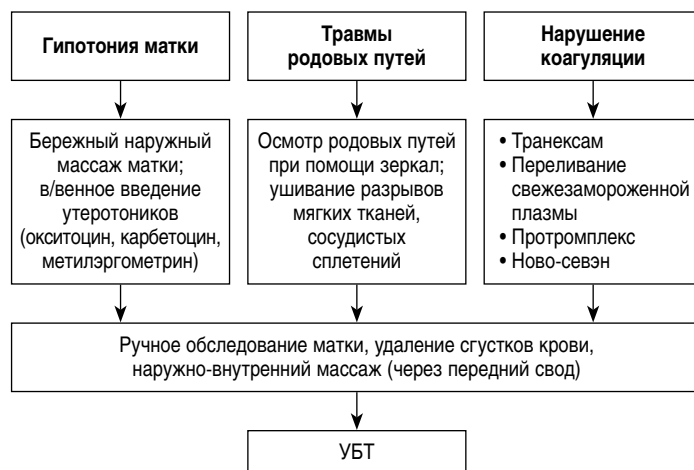 Гипотония матки
Травмы
родовых путей
Нарушение
коагуляции
Бережный наружный
массаж матки;
в/венное введение
утеротоников
(окситоцин, карбетоцин,
метилэргометрин)
Осмотр родовых путей
при помощи зеркал;
ушивание разрывов
мягких тканей,
сосудистых
сплетений
• Транексам
• Переливание
свежезамороженной
плазмы
• Протромплекс
• Ново-севэн
Ручное обследование матки, удаление сгустков крови,
наружно-внутренний массаж (через передний свод)
УБТ